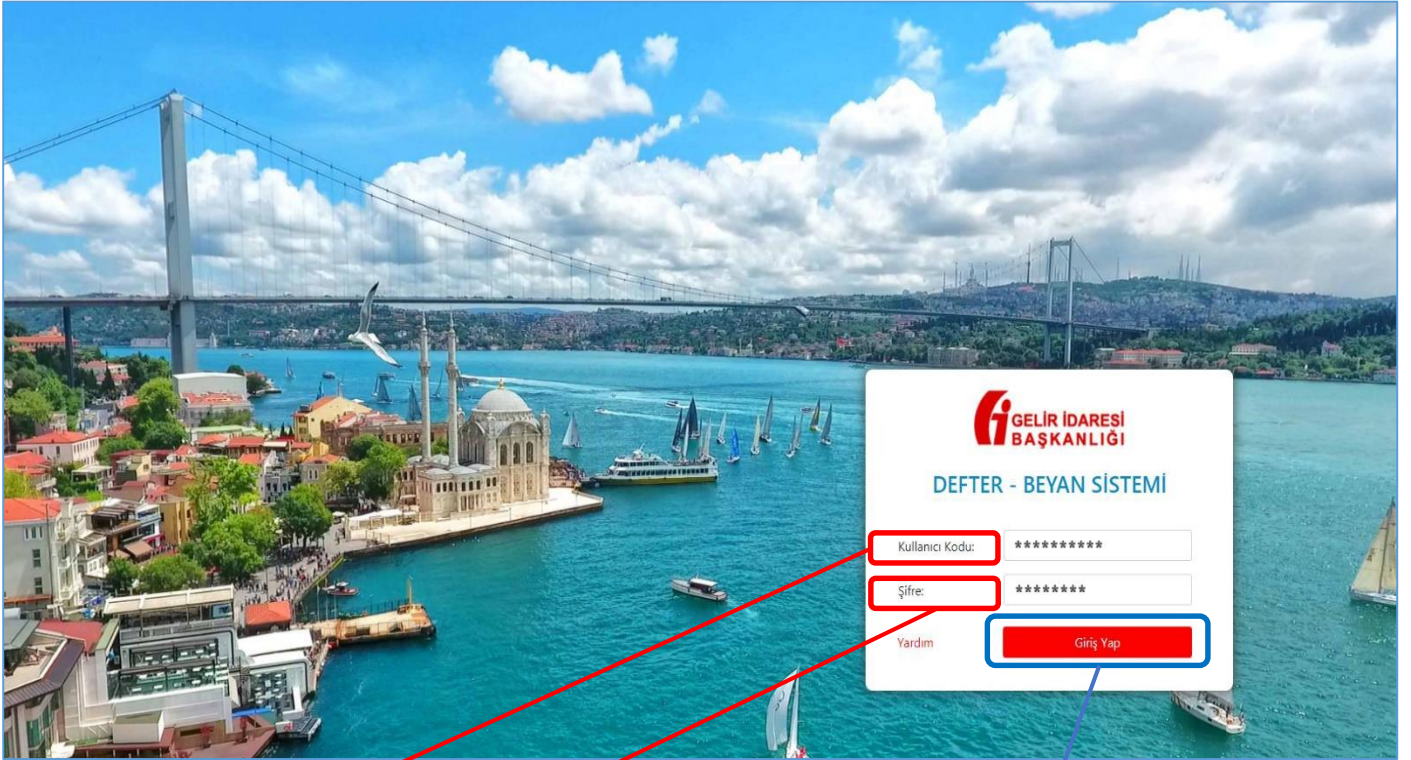 GELİR İDARESİ
BAŞKANLIĞI
DEFTER - BEYAN SİSTEMİ
Kullanıcı Kodu: **********
Şifre: ********
Yardım Giriş Yap